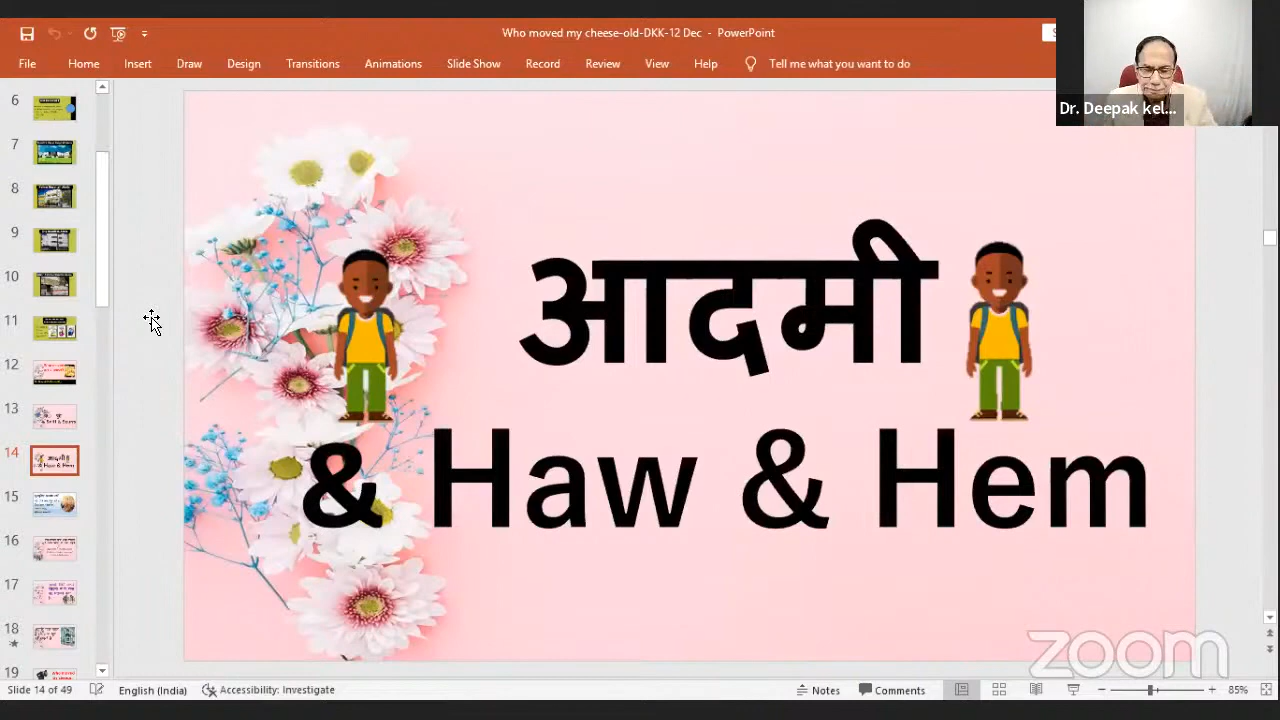 Who moved my cheese-old-DKK-12 Dec - PowerPoint
File Home Insert Draw Design Transitions Animations Slide Show Record Review View Help Tell me what you want to do
Dr. Deepak kel...
6
7
8
9
10
11
12
13
14
15
16
17
18
19
आदमी
& Haw & Hem
zoom
Slide 14 of 49 English (India) Accessibility: Investigate Notes Comments 85%